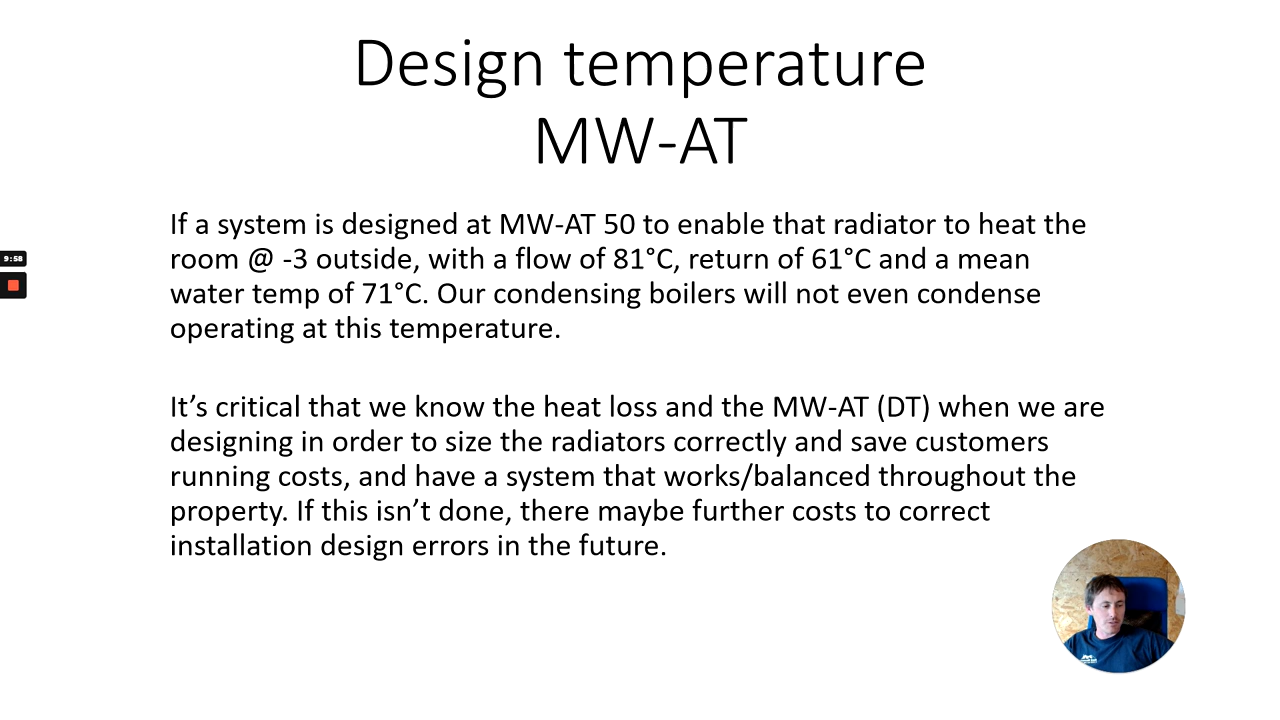 Design temperature
MW-AT
If a system is designed at MW-AT 50 to enable that radiator to heat the
room @ -3 outside, with a flow of 81°C, return of 61°C and a mean
water temp of 71°C. Our condensing boilers will not even condense
operating at this temperature.
9:58
It’s critical that we know the heat loss and the MW-AT (DT) when we are
designing in order to size the radiators correctly and save customers
running costs, and have a system that works/balanced throughout the
property. If this isn’t done, there maybe further costs to correct
installation design errors in the future.